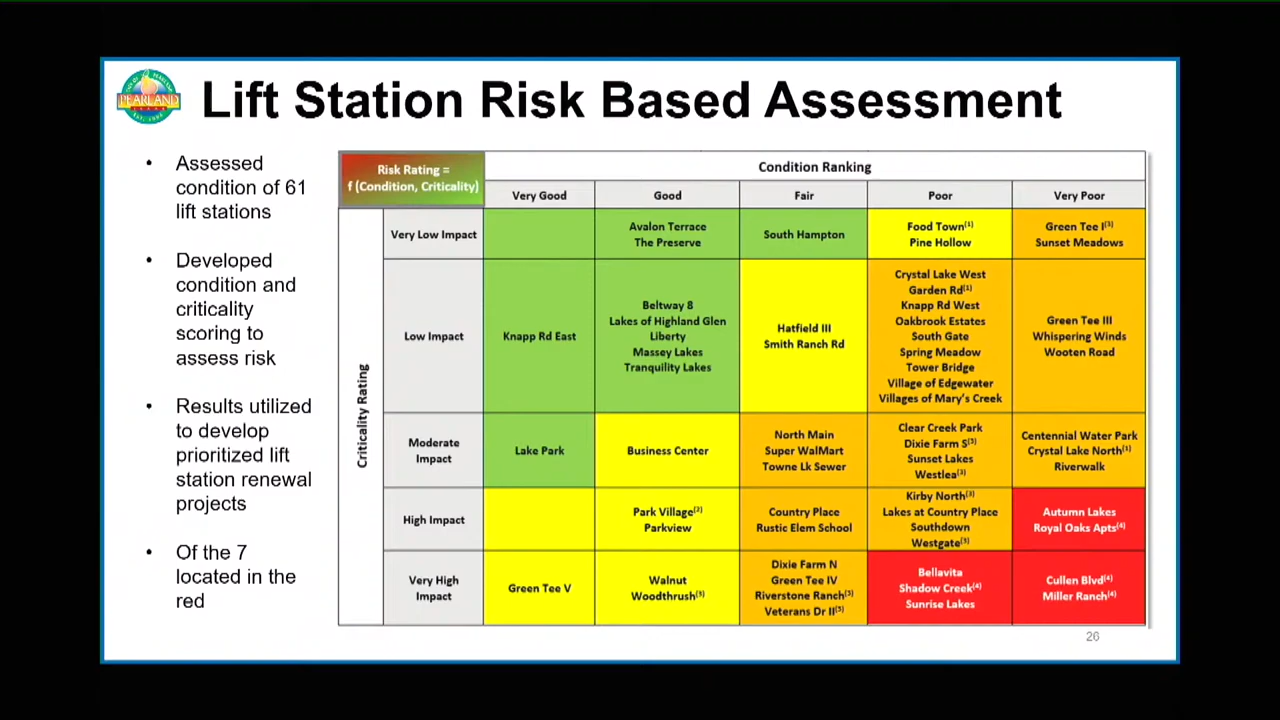 PEARLAND
Lift Station Risk Based Assessment
• Assessed
condition of 61
lift stations
• Developed
condition and
criticality
scoring to
assess risk
• Results utilized
to develop
prioritized lift
station renewal
projects
• Of the 7
located in the
red
Risk Rating =
f (Condition, Criticality)
Condition Ranking
Very Good
Good
Fair
Poor
Very Poor
Criticality Rating
Very Low Impact
Avalon Terrace
The Preserve
South Hampton
Food Town(1)
Pine Hollow
Green Tee I(3)
Sunset Meadows
Low Impact
Knapp Rd East
Beltway 8
Lakes of Highland Glen
Liberty
Massey Lakes
Tranquility Lakes
Hatfield III
Smith Ranch Rd
Crystal Lake West
Garden Rd(1)
Knapp Rd West
Oakbrook Estates
South Gate
Spring Meadow
Tower Bridge
Village of Edgewater
Villages of Mary's Creek
Green Tee III
Whispering Winds
Wooten Road
Moderate
Impact
Lake Park
Business Center
North Main
Super WalMart
Towne Lk Sewer
Clear Creek Park
Dixie Farm S(3)
Sunset Lakes
Westlea(3)
Centennial Water Park
Crystal Lake North(1)
Riverwalk
High Impact
Park Village(2)
Parkview
Country Place
Rustic Elem School
Kirby North(3)
Lakes at Country Place
Southdown
Westgate(3)
Autumn Lakes
Royal Oaks Apts(4)
Very High
Impact
Green Tee V
Walnut
Woodthrush(3)
Dixie Farm N
Green Tee IV
Riverstone Ranch(3)
Veterans Dr II(3)
Bellavita
Shadow Creek(4)
Sunrise Lakes
Cullen Blvd(4)
Miller Ranch(4)
26